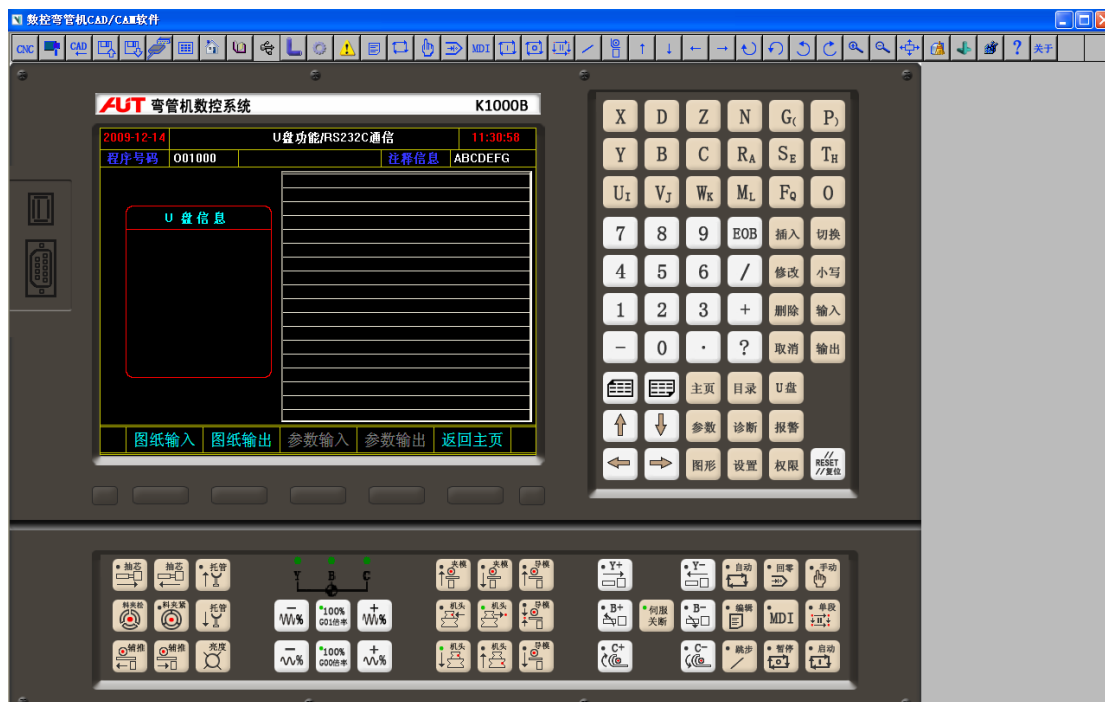 数控弯管机CAD/CAM软件
CNC CAD MDI ? 关于
AUT 弯管机数控系统 K1000B
2009-12-14 U盘功能/RS232C通信 11:30:58
程序号码 O01000 注释信息 ABCDEFG
U 盘 信 息
图纸输入 图纸输出 参数输入 参数输出 返回主页
X D Z N G( P)
Y B C RA SE TH
UI VJ WK ML FQ O
7 8 9 EOB 插入 切换
4 5 6 / 修改 小写
1 2 3 + 删除 输入
- 0 · ? 取消 输出
主页 目录 U盘
参数 诊断 报警
图形 设置 权限 // RESET //复位
抽芯 抽芯 托管 Y B C 夹模 夹模 导模 Y+ Y- 自动 回零 手动
料夹松 料夹紧 托管 -% 100% G01倍率 +% 机头 机头 导模 B+ 伺服关断 B- 编辑 MDI 单段
辅推 辅推 亮度 -% 100% G00倍率 +% 机头 机头 导模 C+ C- 跳步 暂停 启动